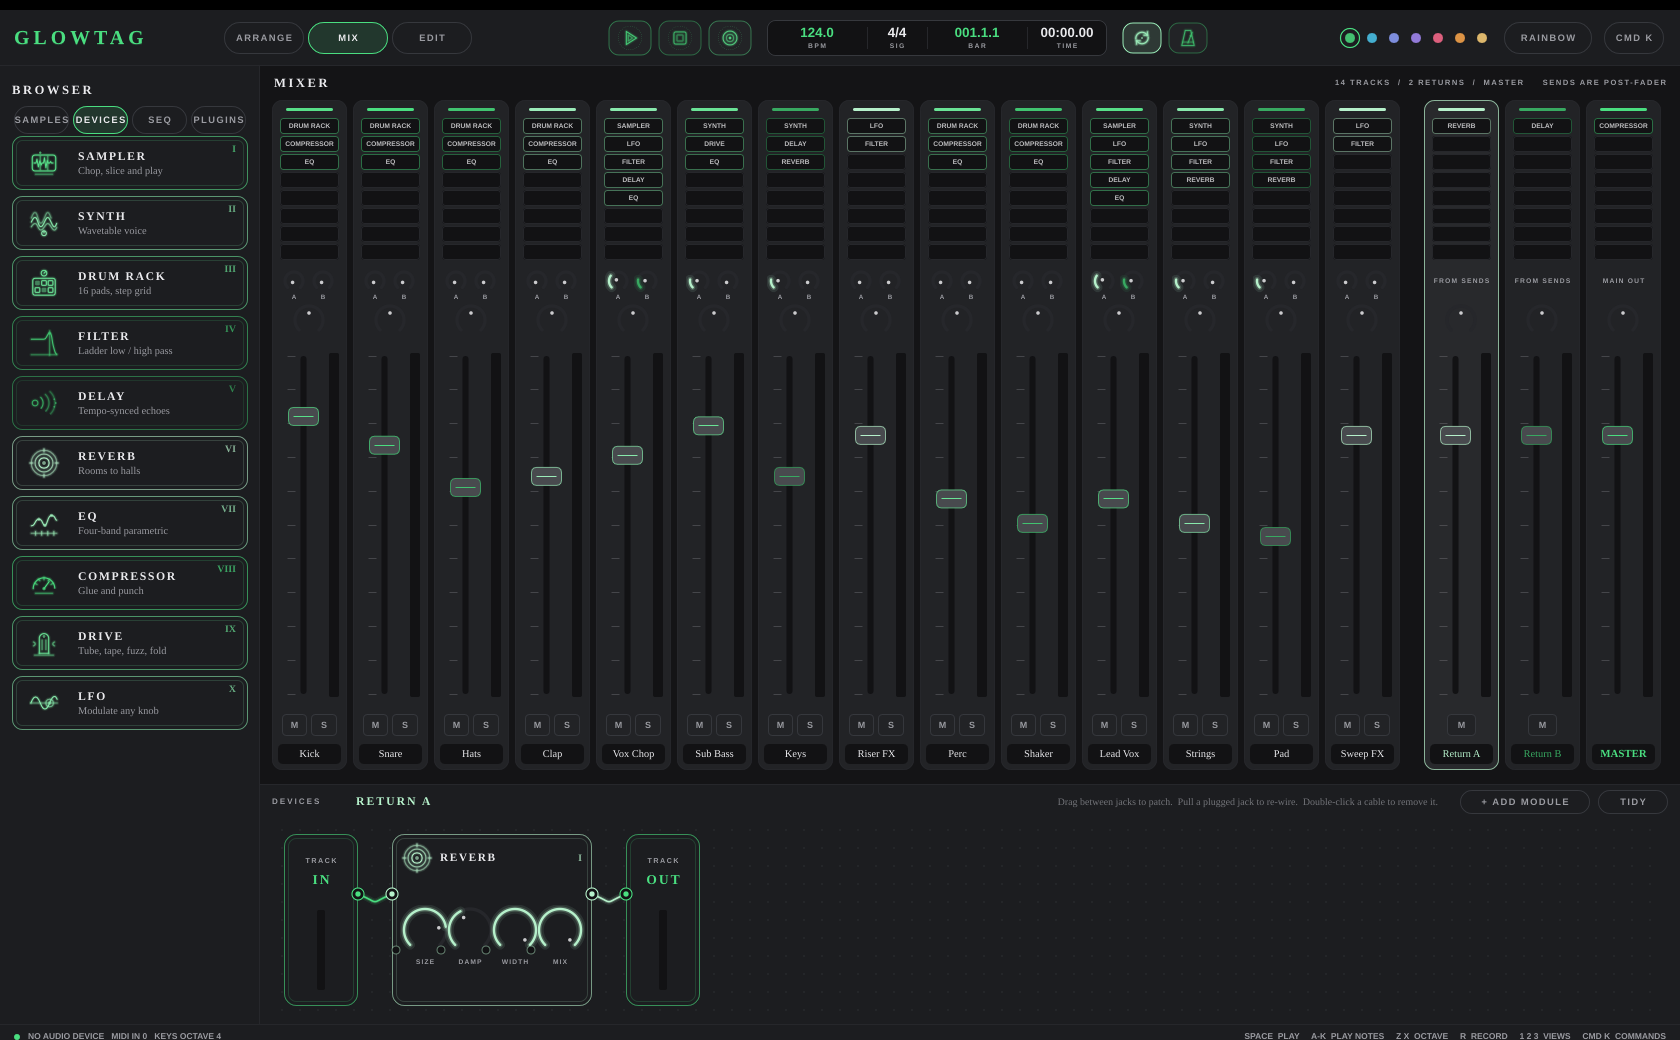 GLOWTAG
ARRANGE MIX EDIT
124.0 BPM 4/4 SIG 001.1.1 BAR 00:00.00 TIME
RAINBOW CMD K
BROWSER
SAMPLES DEVICES SEQ PLUGINS
SAMPLER I
Chop, slice and play
SYNTH II
Wavetable voice
DRUM RACK III
16 pads, step grid
FILTER IV
Ladder low / high pass
DELAY V
Tempo-synced echoes
REVERB VI
Rooms to halls
EQ VII
Four-band parametric
COMPRESSOR VIII
Glue and punch
DRIVE IX
Tube, tape, fuzz, fold
LFO X
Modulate any knob
MIXER
14 TRACKS / 2 RETURNS / MASTER SENDS ARE POST-FADER
DRUM RACK DRUM RACK DRUM RACK DRUM RACK SAMPLER SYNTH SYNTH LFO DRUM RACK DRUM RACK SAMPLER SYNTH SYNTH LFO REVERB DELAY COMPRESSOR
COMPRESSOR COMPRESSOR COMPRESSOR COMPRESSOR LFO DRIVE DELAY FILTER COMPRESSOR COMPRESSOR LFO LFO LFO FILTER
EQ EQ EQ EQ FILTER EQ REVERB EQ EQ FILTER FILTER FILTER
DELAY DELAY REVERB REVERB
EQ EQ
FROM SENDS FROM SENDS MAIN OUT
A B A B A B A B A B A B A B A B A B A B A B A B A B A B
M S M S M S M S M S M S M S M S M S M S M S M S M S M S M M
Kick Snare Hats Clap Vox Chop Sub Bass Keys Riser FX Perc Shaker Lead Vox Strings Pad Sweep FX Return A Return B MASTER
DEVICES RETURN A
Drag between jacks to patch. Pull a plugged jack to re-wire. Double-click a cable to remove it.
+ ADD MODULE TIDY
TRACK
IN
REVERB I
SIZE DAMP WIDTH MIX
TRACK
OUT
NO AUDIO DEVICE MIDI IN 0 KEYS OCTAVE 4
SPACE PLAY A-K PLAY NOTES Z X OCTAVE R RECORD 1 2 3 VIEWS CMD K COMMANDS